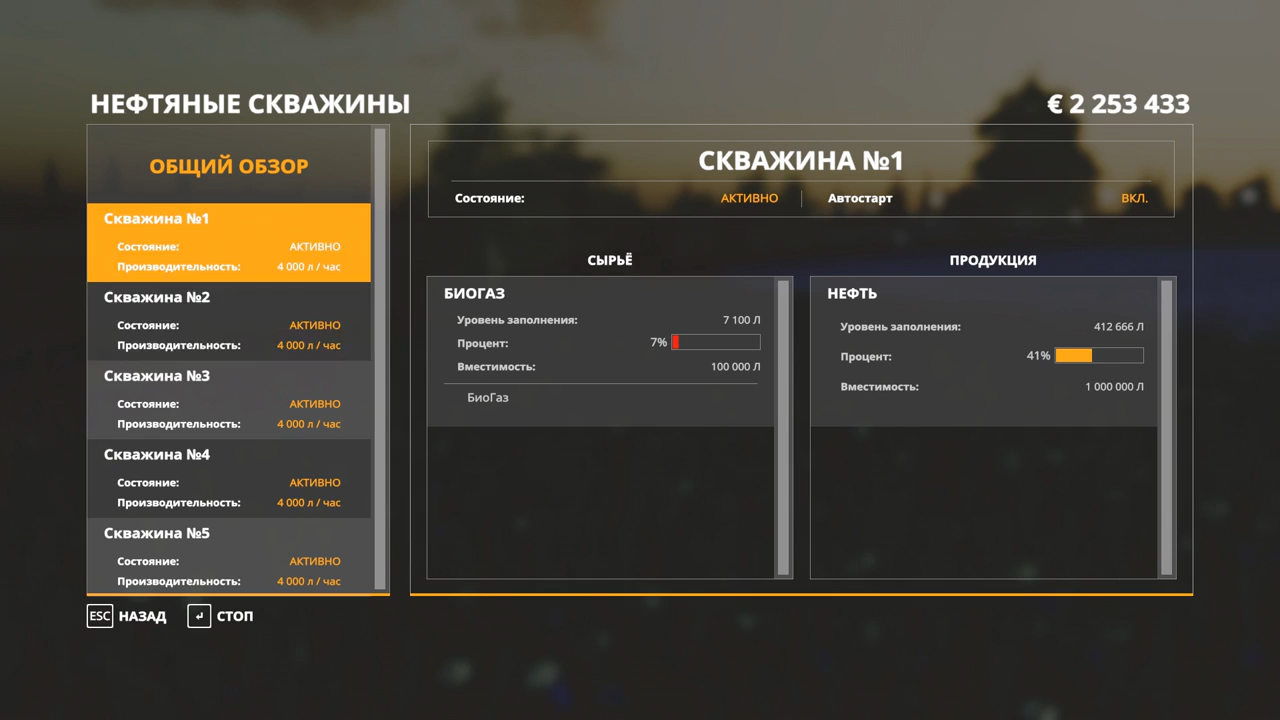 НЕФТЯНЫЕ СКВАЖИНЫ
€ 2 253 433
ОБЩИЙ ОБЗОР
Скважина №1
Состояние: АКТИВНО
Производительность: 4 000 л / час
Скважина №2
Состояние: АКТИВНО
Производительность: 4 000 л / час
Скважина №3
Состояние: АКТИВНО
Производительность: 4 000 л / час
Скважина №4
Состояние: АКТИВНО
Производительность: 4 000 л / час
Скважина №5
Состояние: АКТИВНО
Производительность: 4 000 л / час
СКВАЖИНА №1
Состояние: АКТИВНО
Автостарт ВКЛ.
СЫРЬЁ
БИОГАЗ
Уровень заполнения: 7 100 Л
Процент: 7%
Вместимость: 100 000 Л
БиоГаз
ПРОДУКЦИЯ
НЕФТЬ
Уровень заполнения: 412 666 Л
Процент: 41%
Вместимость: 1 000 000 Л
ESC НАЗАД
↵ СТОП